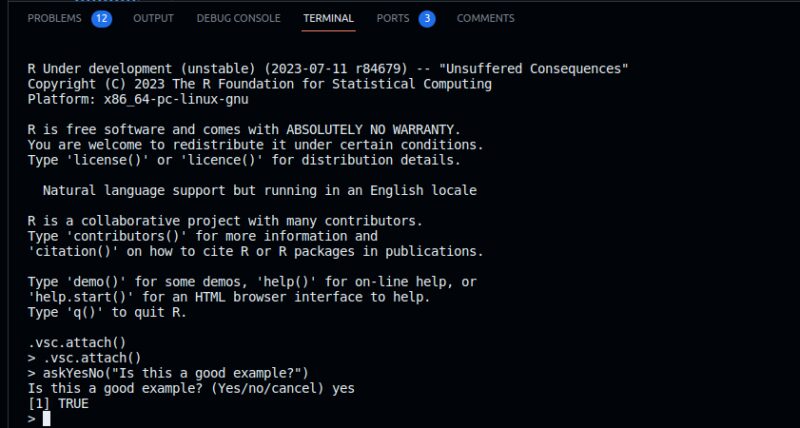 PROBLEMS 12 OUTPUT DEBUG CONSOLE TERMINAL PORTS 3 COMMENTS
R Under development (unstable) (2023-07-11 r84679) -- "Unsuffered Consequences"
Copyright (C) 2023 The R Foundation for Statistical Computing
Platform: x86_64-pc-linux-gnu
R is free software and comes with ABSOLUTELY NO WARRANTY.
You are welcome to redistribute it under certain conditions.
Type 'license()' or 'licence()' for distribution details.
Natural language support but running in an English locale
R is a collaborative project with many contributors.
Type 'contributors()' for more information and
'citation()' on how to cite R or R packages in publications.
Type 'demo()' for some demos, 'help()' for on-line help, or
'help.start()' for an HTML browser interface to help.
Type 'q()' to quit R.
.vsc.attach()
> .vsc.attach()
> askYesNo("Is this a good example?")
Is this a good example? (Yes/no/cancel) yes
[1] TRUE
>